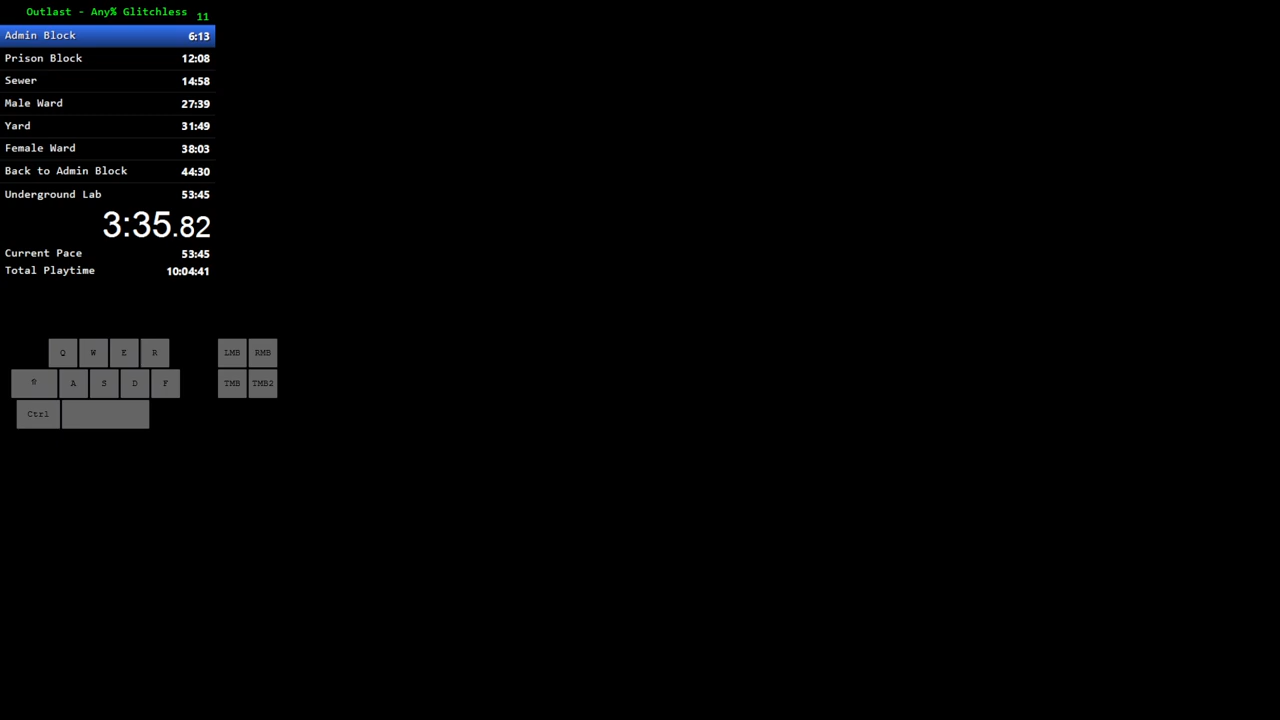 Outlast - Any% Glitchless 11
Admin Block 6:13
Prison Block 12:08
Sewer 14:58
Male Ward 27:39
Yard 31:49
Female Ward 38:03
Back to Admin Block 44:30
Underground Lab 53:45
3:35.82
Current Pace 53:45
Total Playtime 10:04:41
Q W E R LMB RMB
⇧ A S D F TMB TMB2
Ctrl